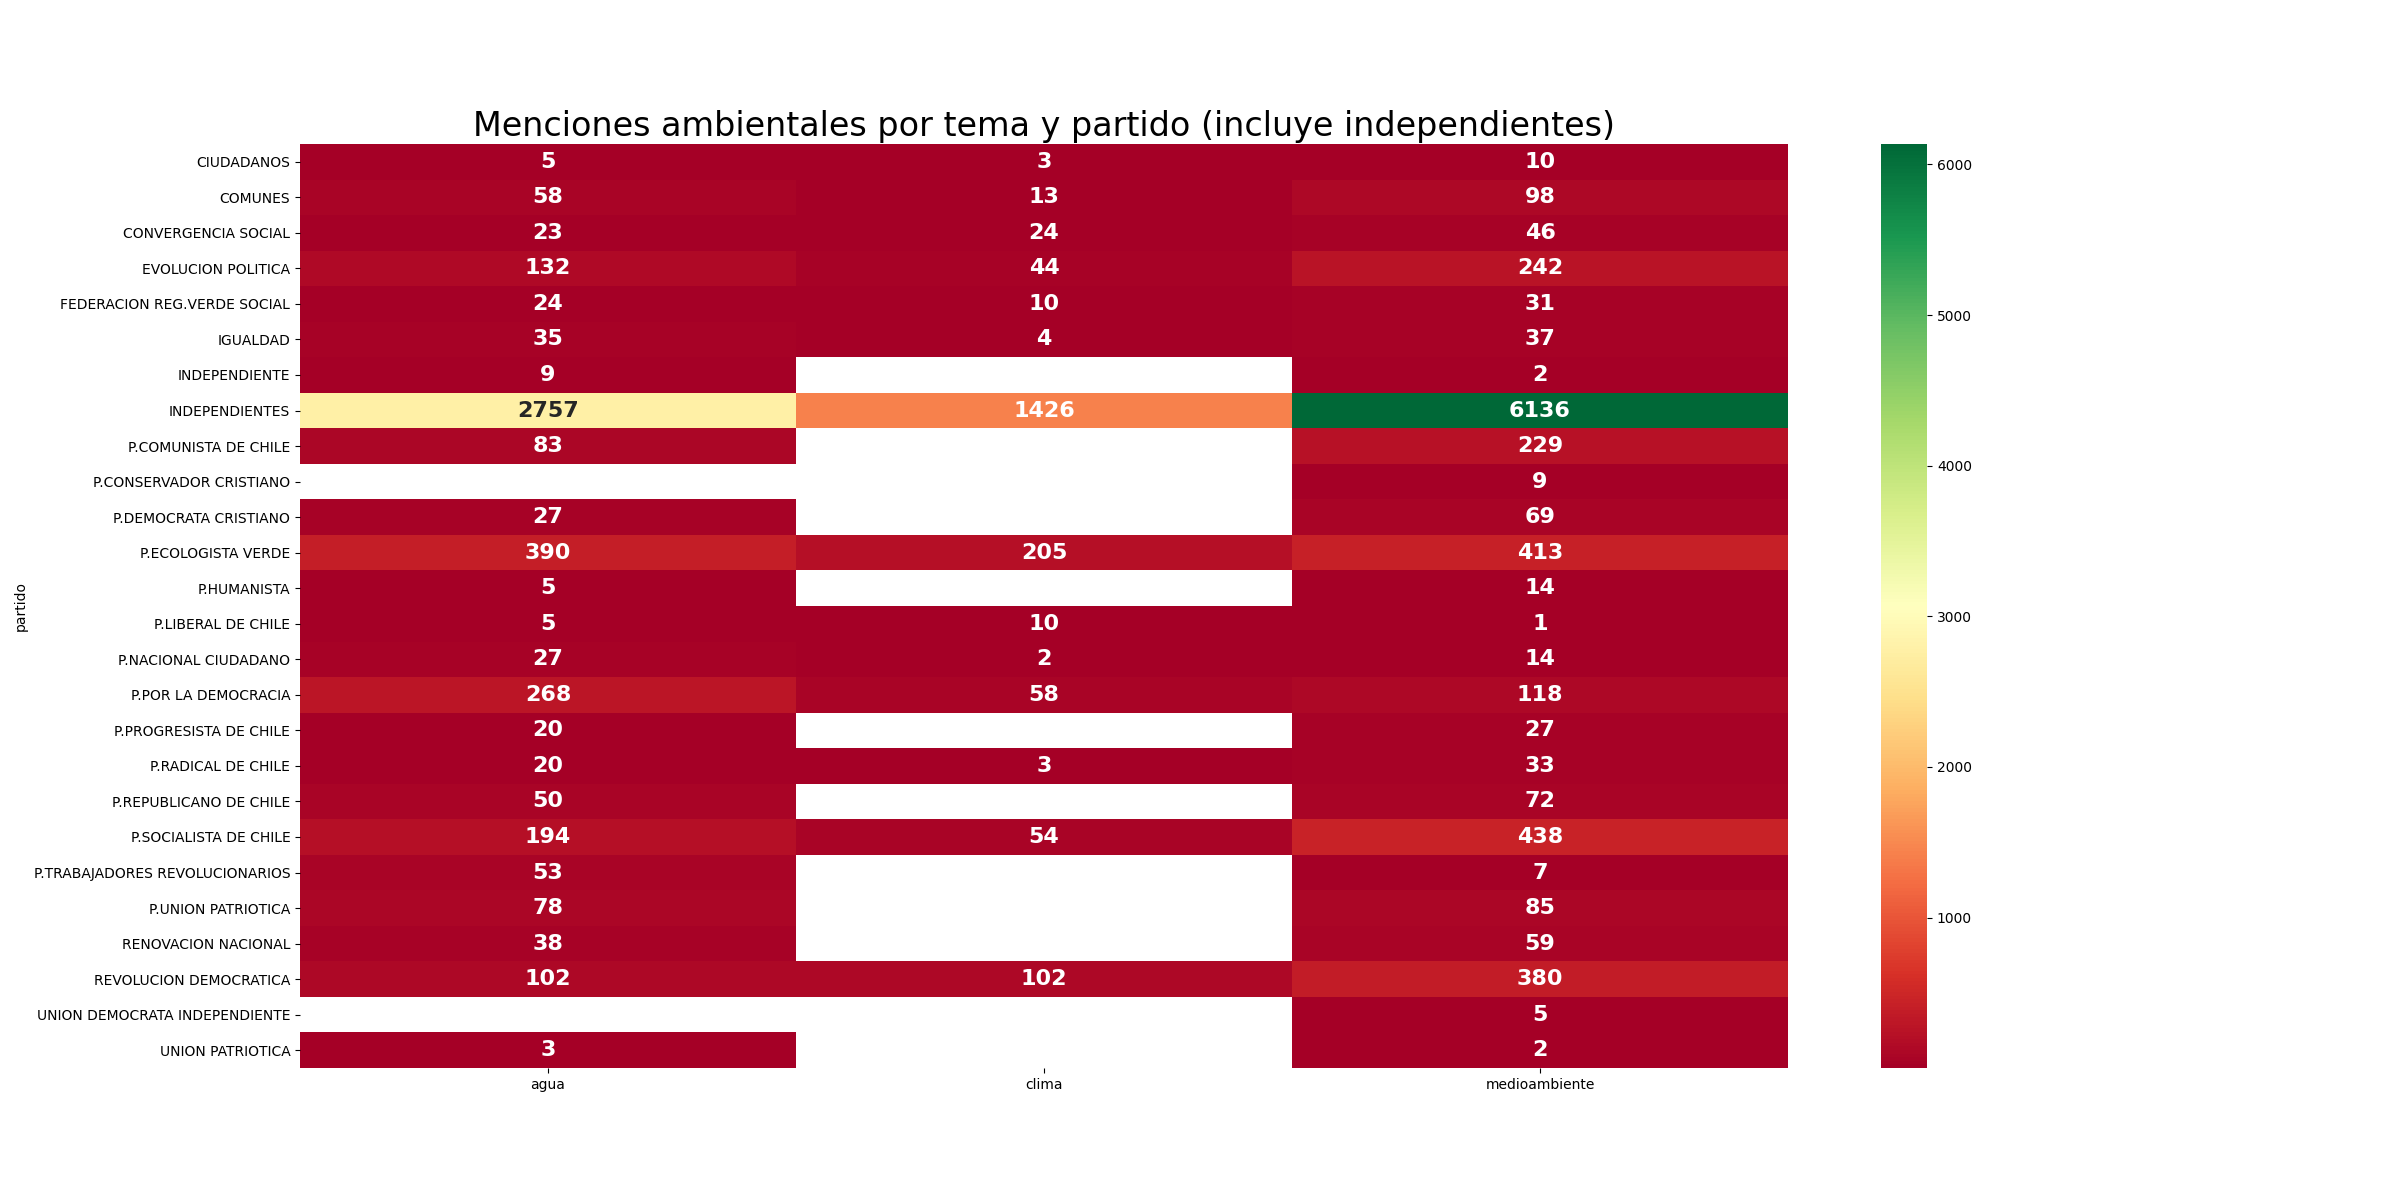 Menciones ambientales por tema y partido (incluye independientes)
partido
CIUDADANOS 5 3 10
COMUNES 58 13 98
CONVERGENCIA SOCIAL 23 24 46
EVOLUCION POLITICA 132 44 242
FEDERACION REG.VERDE SOCIAL 24 10 31
IGUALDAD 35 4 37
INDEPENDIENTE 9 2
INDEPENDIENTES 2757 1426 6136
P.COMUNISTA DE CHILE 83 229
P.CONSERVADOR CRISTIANO 9
P.DEMOCRATA CRISTIANO 27 69
P.ECOLOGISTA VERDE 390 205 413
P.HUMANISTA 5 14
P.LIBERAL DE CHILE 5 10 1
P.NACIONAL CIUDADANO 27 2 14
P.POR LA DEMOCRACIA 268 58 118
P.PROGRESISTA DE CHILE 20 27
P.RADICAL DE CHILE 20 3 33
P.REPUBLICANO DE CHILE 50 72
P.SOCIALISTA DE CHILE 194 54 438
P.TRABAJADORES REVOLUCIONARIOS 53 7
P.UNION PATRIOTICA 78 85
RENOVACION NACIONAL 38 59
REVOLUCION DEMOCRATICA 102 102 380
UNION DEMOCRATA INDEPENDIENTE 5
UNION PATRIOTICA 3 2
agua clima medioambiente
6000
5000
4000
3000
2000
1000